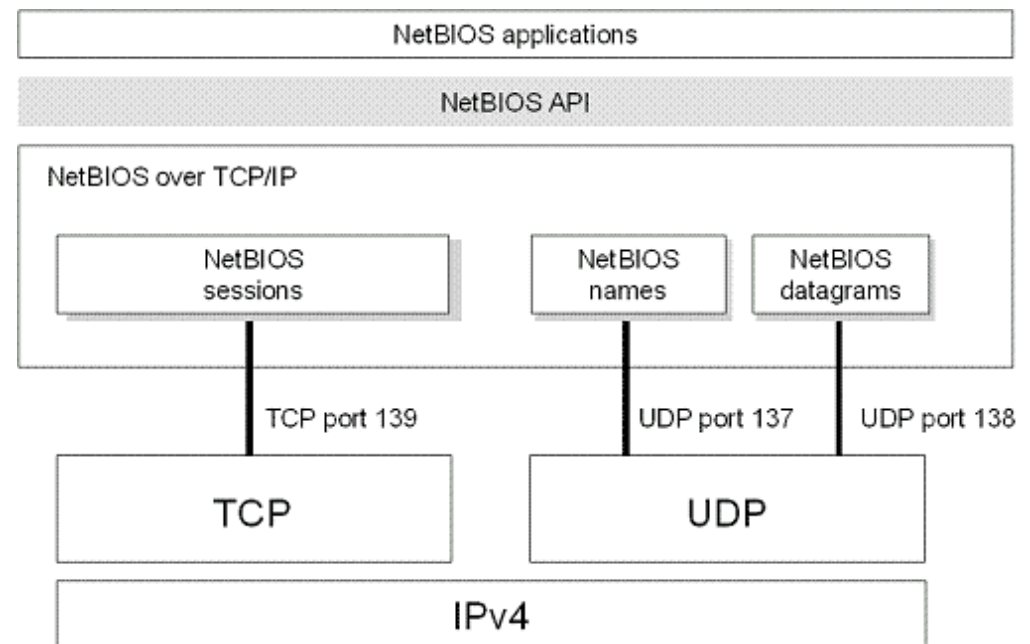 NetBIOS applications
NetBIOS API
NetBIOS over TCP/IP
NetBIOS
sessions
NetBIOS
names
NetBIOS
datagrams
TCP port 139
UDP port 137
UDP port 138
TCP
UDP
IPv4